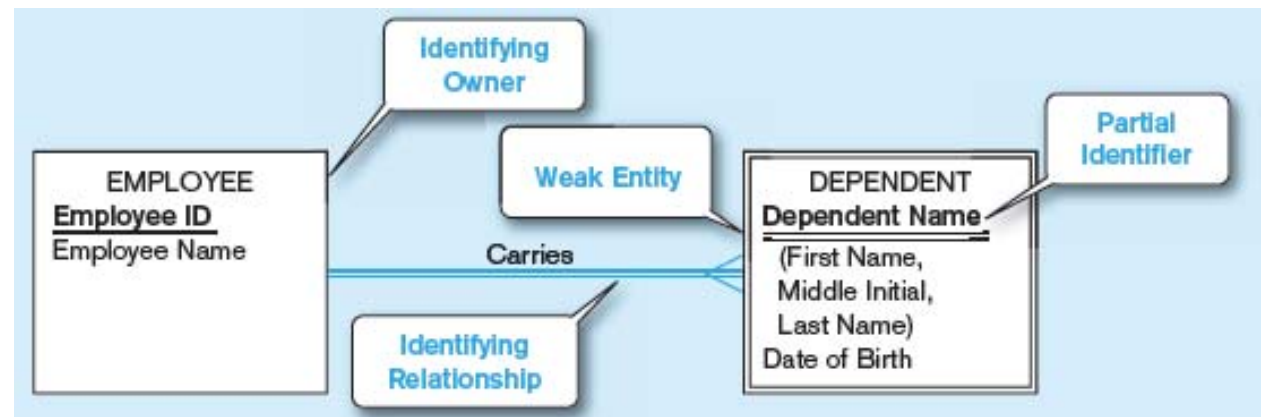 Identifying
Owner
Partial
Identifier
EMPLOYEE
Employee ID
Employee Name
Weak Entity
DEPENDENT
Dependent Name
(First Name,
Middle Initial,
Last Name)
Date of Birth
Carries
Identifying
Relationship